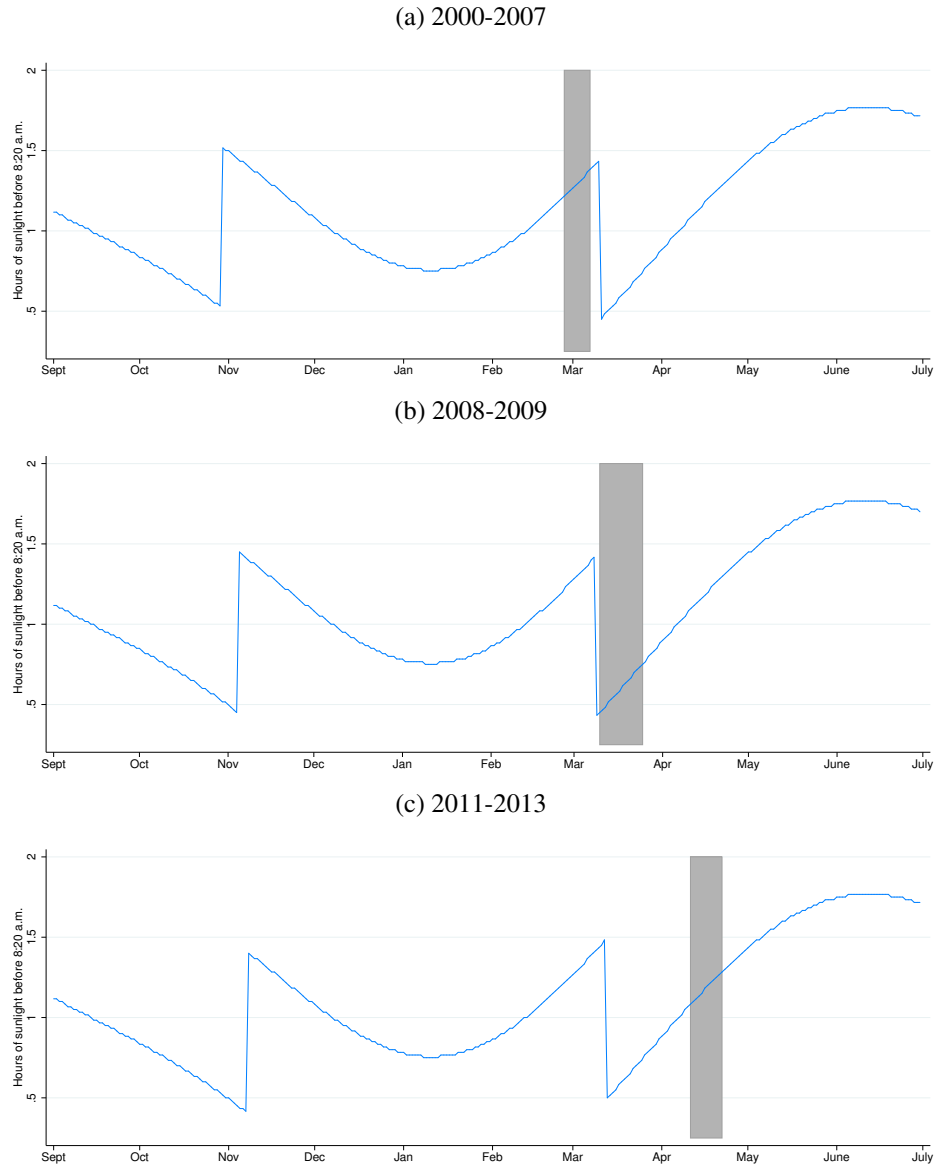 (a) 2000-2007
Hours of sunlight before 8:20 a.m.
2
1.5
1
.5
Sept Oct Nov Dec Jan Feb Mar Apr May June July
(b) 2008-2009
Hours of sunlight before 8:20 a.m.
2
1.5
1
.5
Sept Oct Nov Dec Jan Feb Mar Apr May June July
(c) 2011-2013
Hours of sunlight before 8:20 a.m.
2
1.5
1
.5
Sept Oct Nov Dec Jan Feb Mar Apr May June July